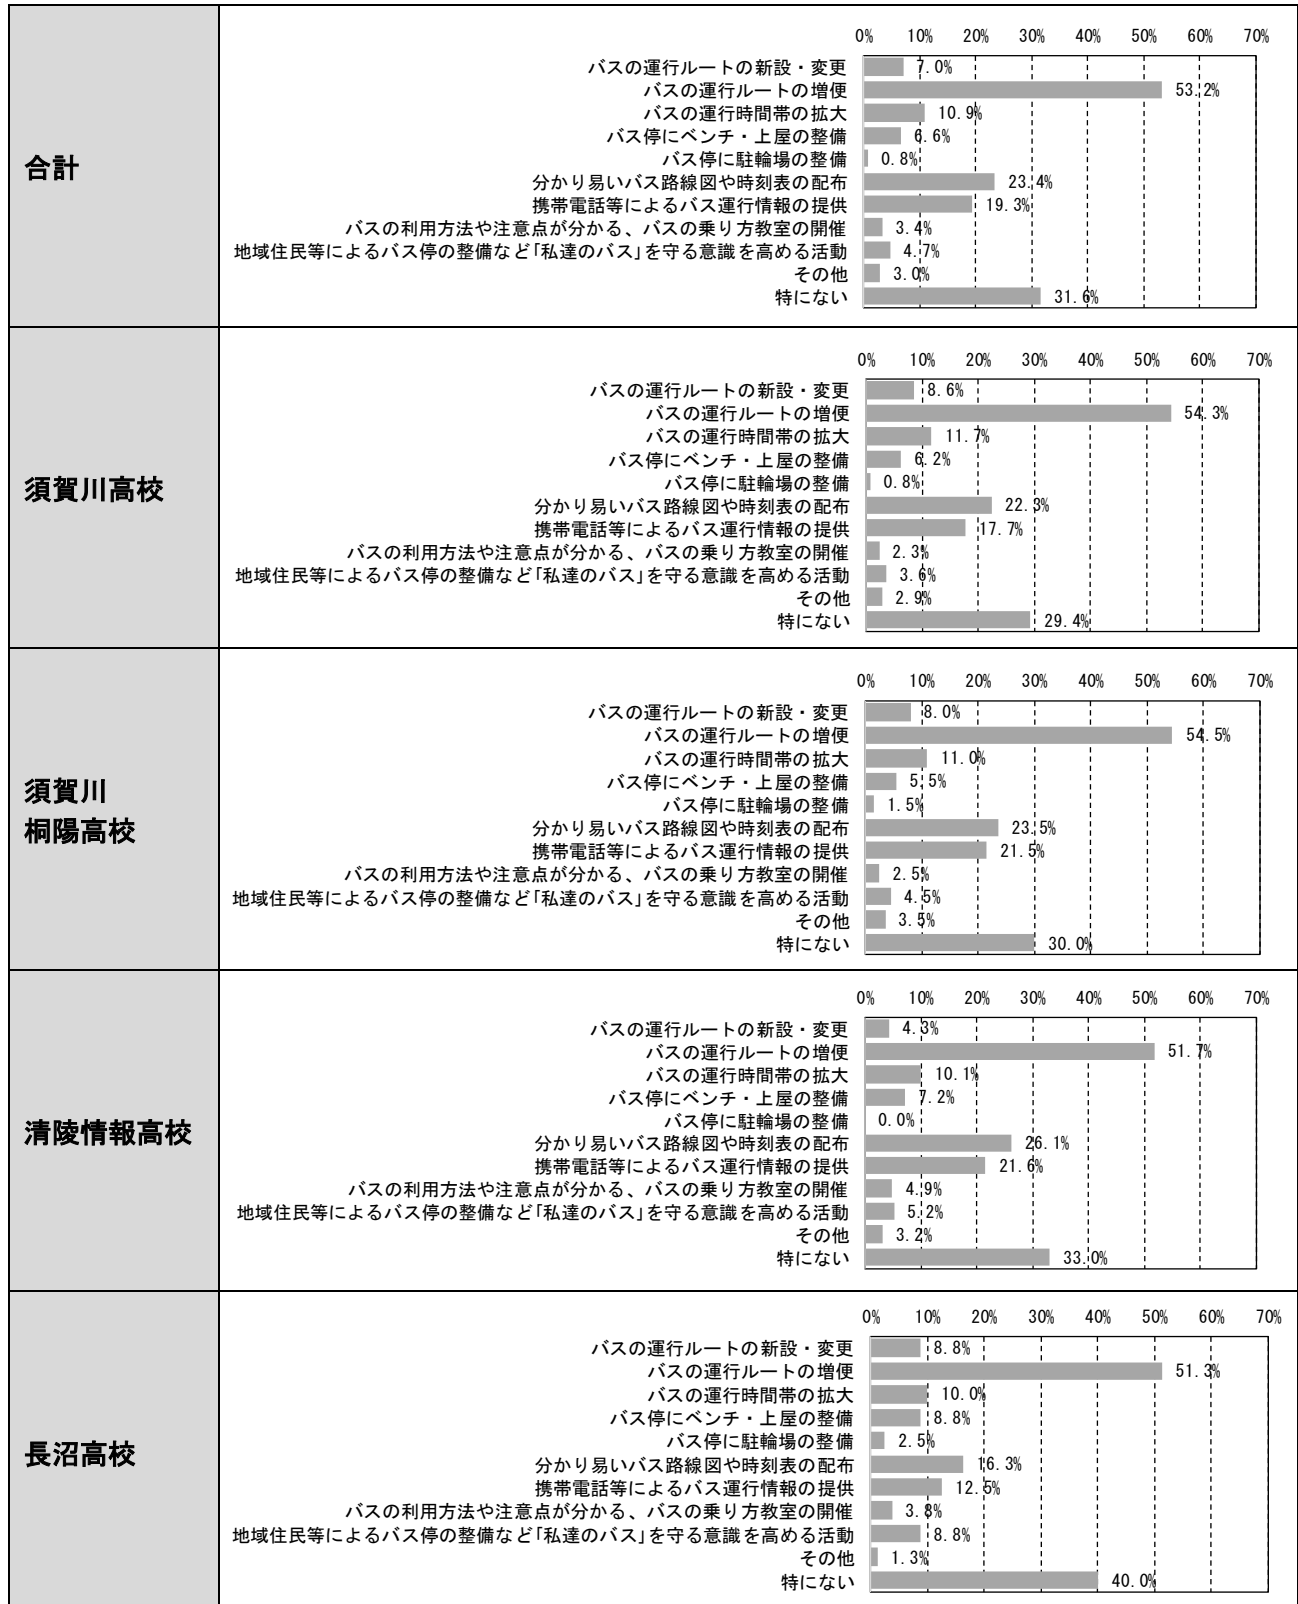 合計
0% 10% 20% 30% 40% 50% 60% 70%
バスの運行ルートの新設・変更 7.0%
バスの運行ルートの増便 53.2%
バスの運行時間帯の拡大 10.9%
バス停にベンチ・上屋の整備 6.6%
バス停に駐輪場の整備 0.8%
分かり易いバス路線図や時刻表の配布 23.4%
携帯電話等によるバス運行情報の提供 19.3%
バスの利用方法や注意点が分かる、バスの乗り方教室の開催 3.4%
地域住民等によるバス停の整備など「私達のバス」を守る意識を高める活動 4.7%
その他 3.0%
特にない 31.6%
須賀川高校
0% 10% 20% 30% 40% 50% 60% 70%
バスの運行ルートの新設・変更 8.6%
バスの運行ルートの増便 54.3%
バスの運行時間帯の拡大 11.7%
バス停にベンチ・上屋の整備 6.2%
バス停に駐輪場の整備 0.8%
分かり易いバス路線図や時刻表の配布 22.3%
携帯電話等によるバス運行情報の提供 17.7%
バスの利用方法や注意点が分かる、バスの乗り方教室の開催 2.3%
地域住民等によるバス停の整備など「私達のバス」を守る意識を高める活動 3.6%
その他 2.9%
特にない 29.4%
須賀川
桐陽高校
0% 10% 20% 30% 40% 50% 60% 70%
バスの運行ルートの新設・変更 8.0%
バスの運行ルートの増便 54.5%
バスの運行時間帯の拡大 11.0%
バス停にベンチ・上屋の整備 5.5%
バス停に駐輪場の整備 1.5%
分かり易いバス路線図や時刻表の配布 23.5%
携帯電話等によるバス運行情報の提供 21.5%
バスの利用方法や注意点が分かる、バスの乗り方教室の開催 2.5%
地域住民等によるバス停の整備など「私達のバス」を守る意識を高める活動 4.5%
その他 3.5%
特にない 30.0%
清陵情報高校
0% 10% 20% 30% 40% 50% 60% 70%
バスの運行ルートの新設・変更 4.3%
バスの運行ルートの増便 51.7%
バスの運行時間帯の拡大 10.1%
バス停にベンチ・上屋の整備 7.2%
バス停に駐輪場の整備 0.0%
分かり易いバス路線図や時刻表の配布 26.1%
携帯電話等によるバス運行情報の提供 21.6%
バスの利用方法や注意点が分かる、バスの乗り方教室の開催 4.9%
地域住民等によるバス停の整備など「私達のバス」を守る意識を高める活動 5.2%
その他 3.2%
特にない 33.0%
長沼高校
0% 10% 20% 30% 40% 50% 60% 70%
バスの運行ルートの新設・変更 8.8%
バスの運行ルートの増便 51.3%
バスの運行時間帯の拡大 10.0%
バス停にベンチ・上屋の整備 8.8%
バス停に駐輪場の整備 2.5%
分かり易いバス路線図や時刻表の配布 16.3%
携帯電話等によるバス運行情報の提供 12.5%
バスの利用方法や注意点が分かる、バスの乗り方教室の開催 3.8%
地域住民等によるバス停の整備など「私達のバス」を守る意識を高める活動 8.8%
その他 1.3%
特にない 40.0%